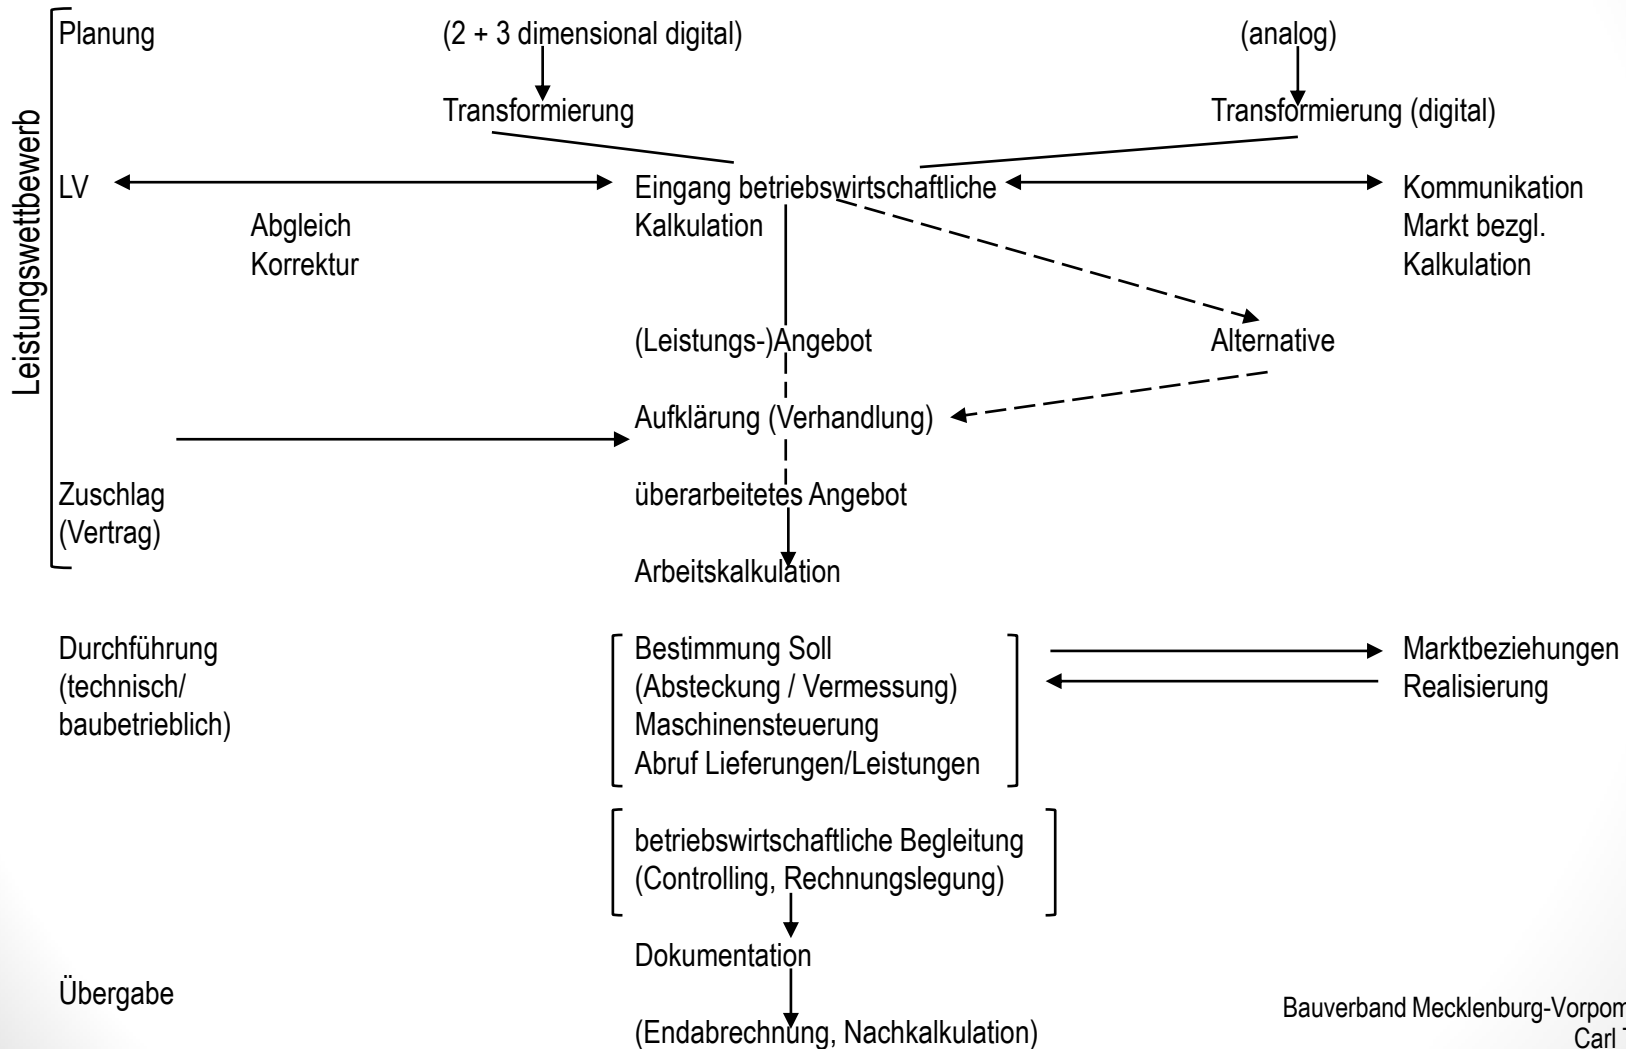 Planung
(2 + 3 dimensional digital)
(analog)
Transformierung
Transformierung (digital)
Leistungswettbewerb
LV
Eingang betriebswirtschaftliche
Kalkulation
Kommunikation
Markt bezgl.
Kalkulation
Abgleich
Korrektur
(Leistungs-)Angebot
Alternative
Aufklärung (Verhandlung)
Zuschlag
(Vertrag)
überarbeitetes Angebot
Arbeitskalkulation
Durchführung
(technisch/
baubetrieblich)
Bestimmung Soll
(Absteckung / Vermessung)
Maschinensteuerung
Abruf Lieferungen/Leistungen
Marktbeziehungen
Realisierung
betriebswirtschaftliche Begleitung
(Controlling, Rechnungslegung)
Dokumentation
Übergabe
(Endabrechnung, Nachkalkulation)
Bauverband Mecklenburg-Vorpom
Carl